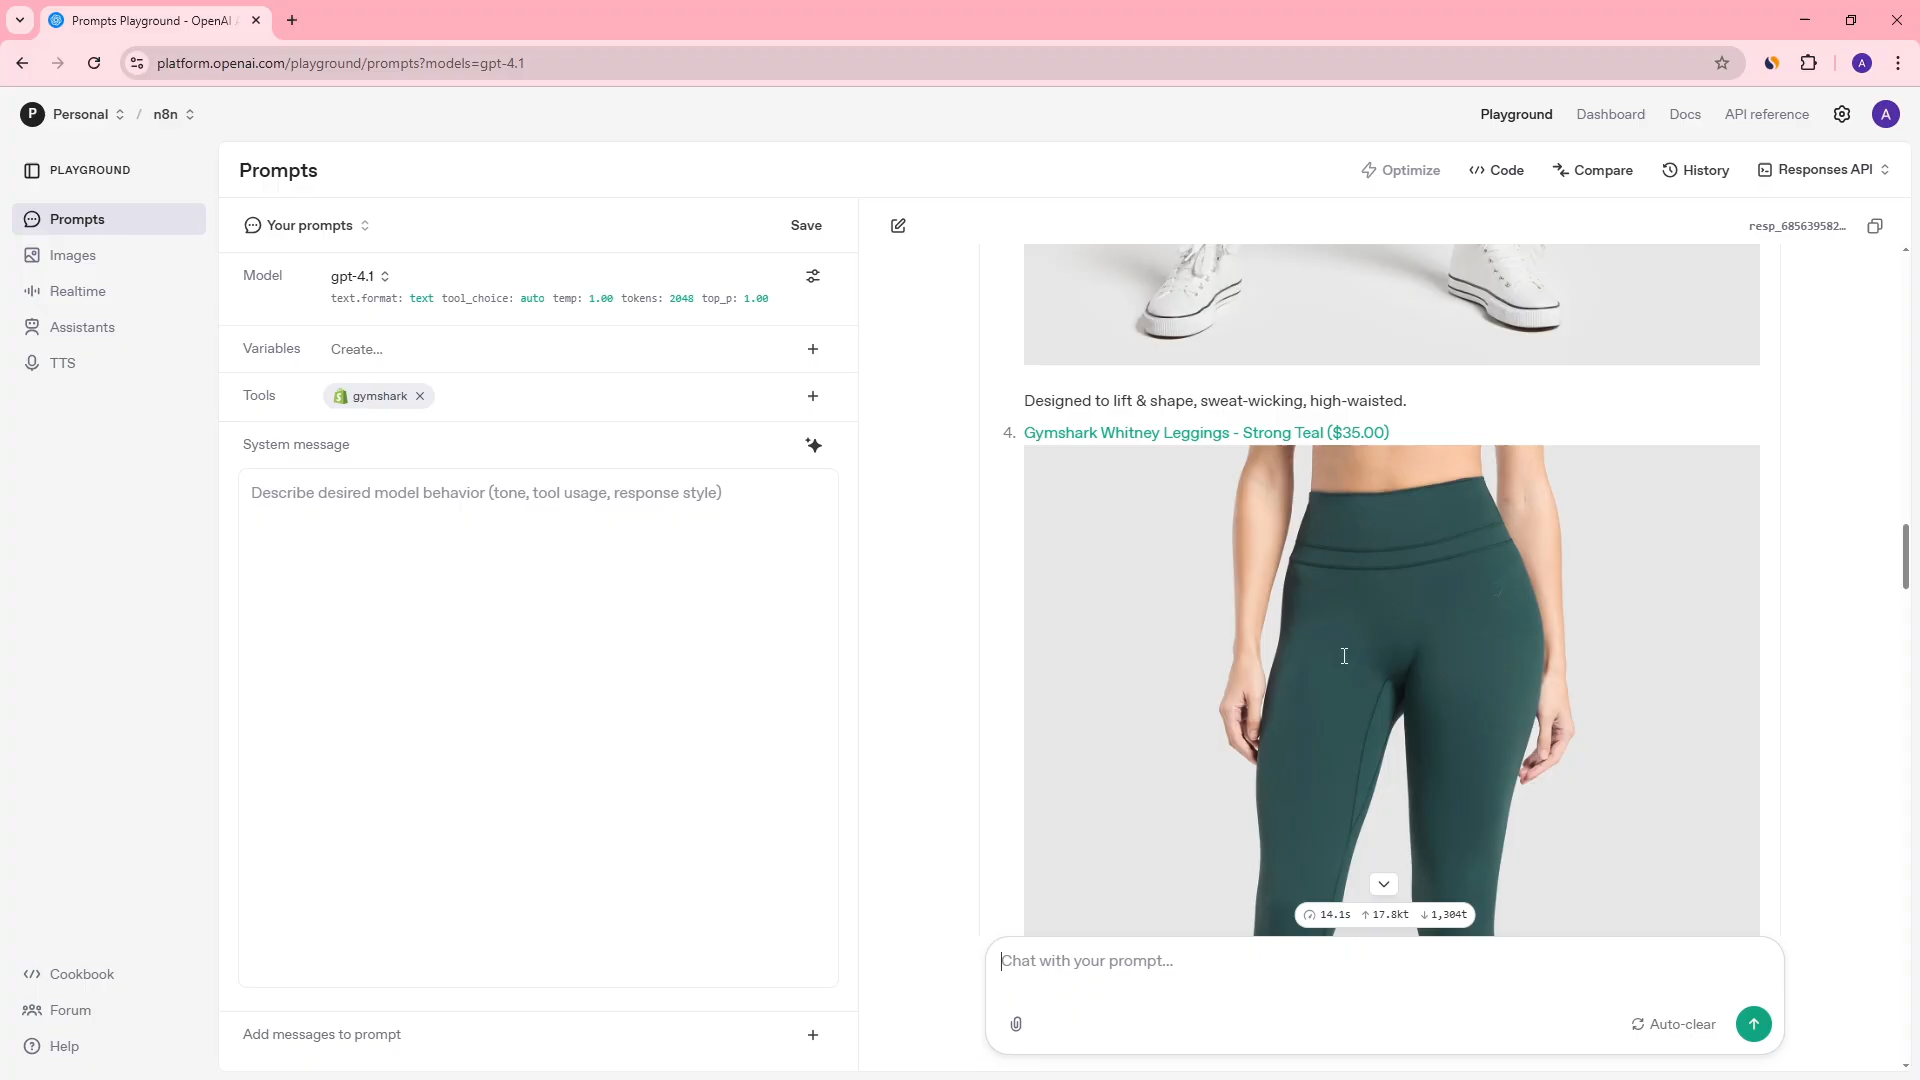 Prompts Playground - OpenAI
platform.openai.com/playground/prompts?models=gpt-4.1
A
P Personal / n8n
Playground Dashboard Docs API reference A
PLAYGROUND
Prompts
Images
Realtime
Assistants
TTS
Cookbook
Forum
Help
Prompts
Optimize Code Compare History Responses API
Your prompts Save
Model gpt-4.1
text.format: text tool_choice: auto temp: 1.00 tokens: 2048 top_p: 1.00
Variables Create...
Tools gymshark
System message
Describe desired model behavior (tone, tool usage, response style)
Add messages to prompt
resp_685639582…
Designed to lift & shape, sweat-wicking, high-waisted.
4. Gymshark Whitney Leggings - Strong Teal ($35.00)
14.1s ↑17.8kt ↓1,304t
Chat with your prompt...
Auto-clear